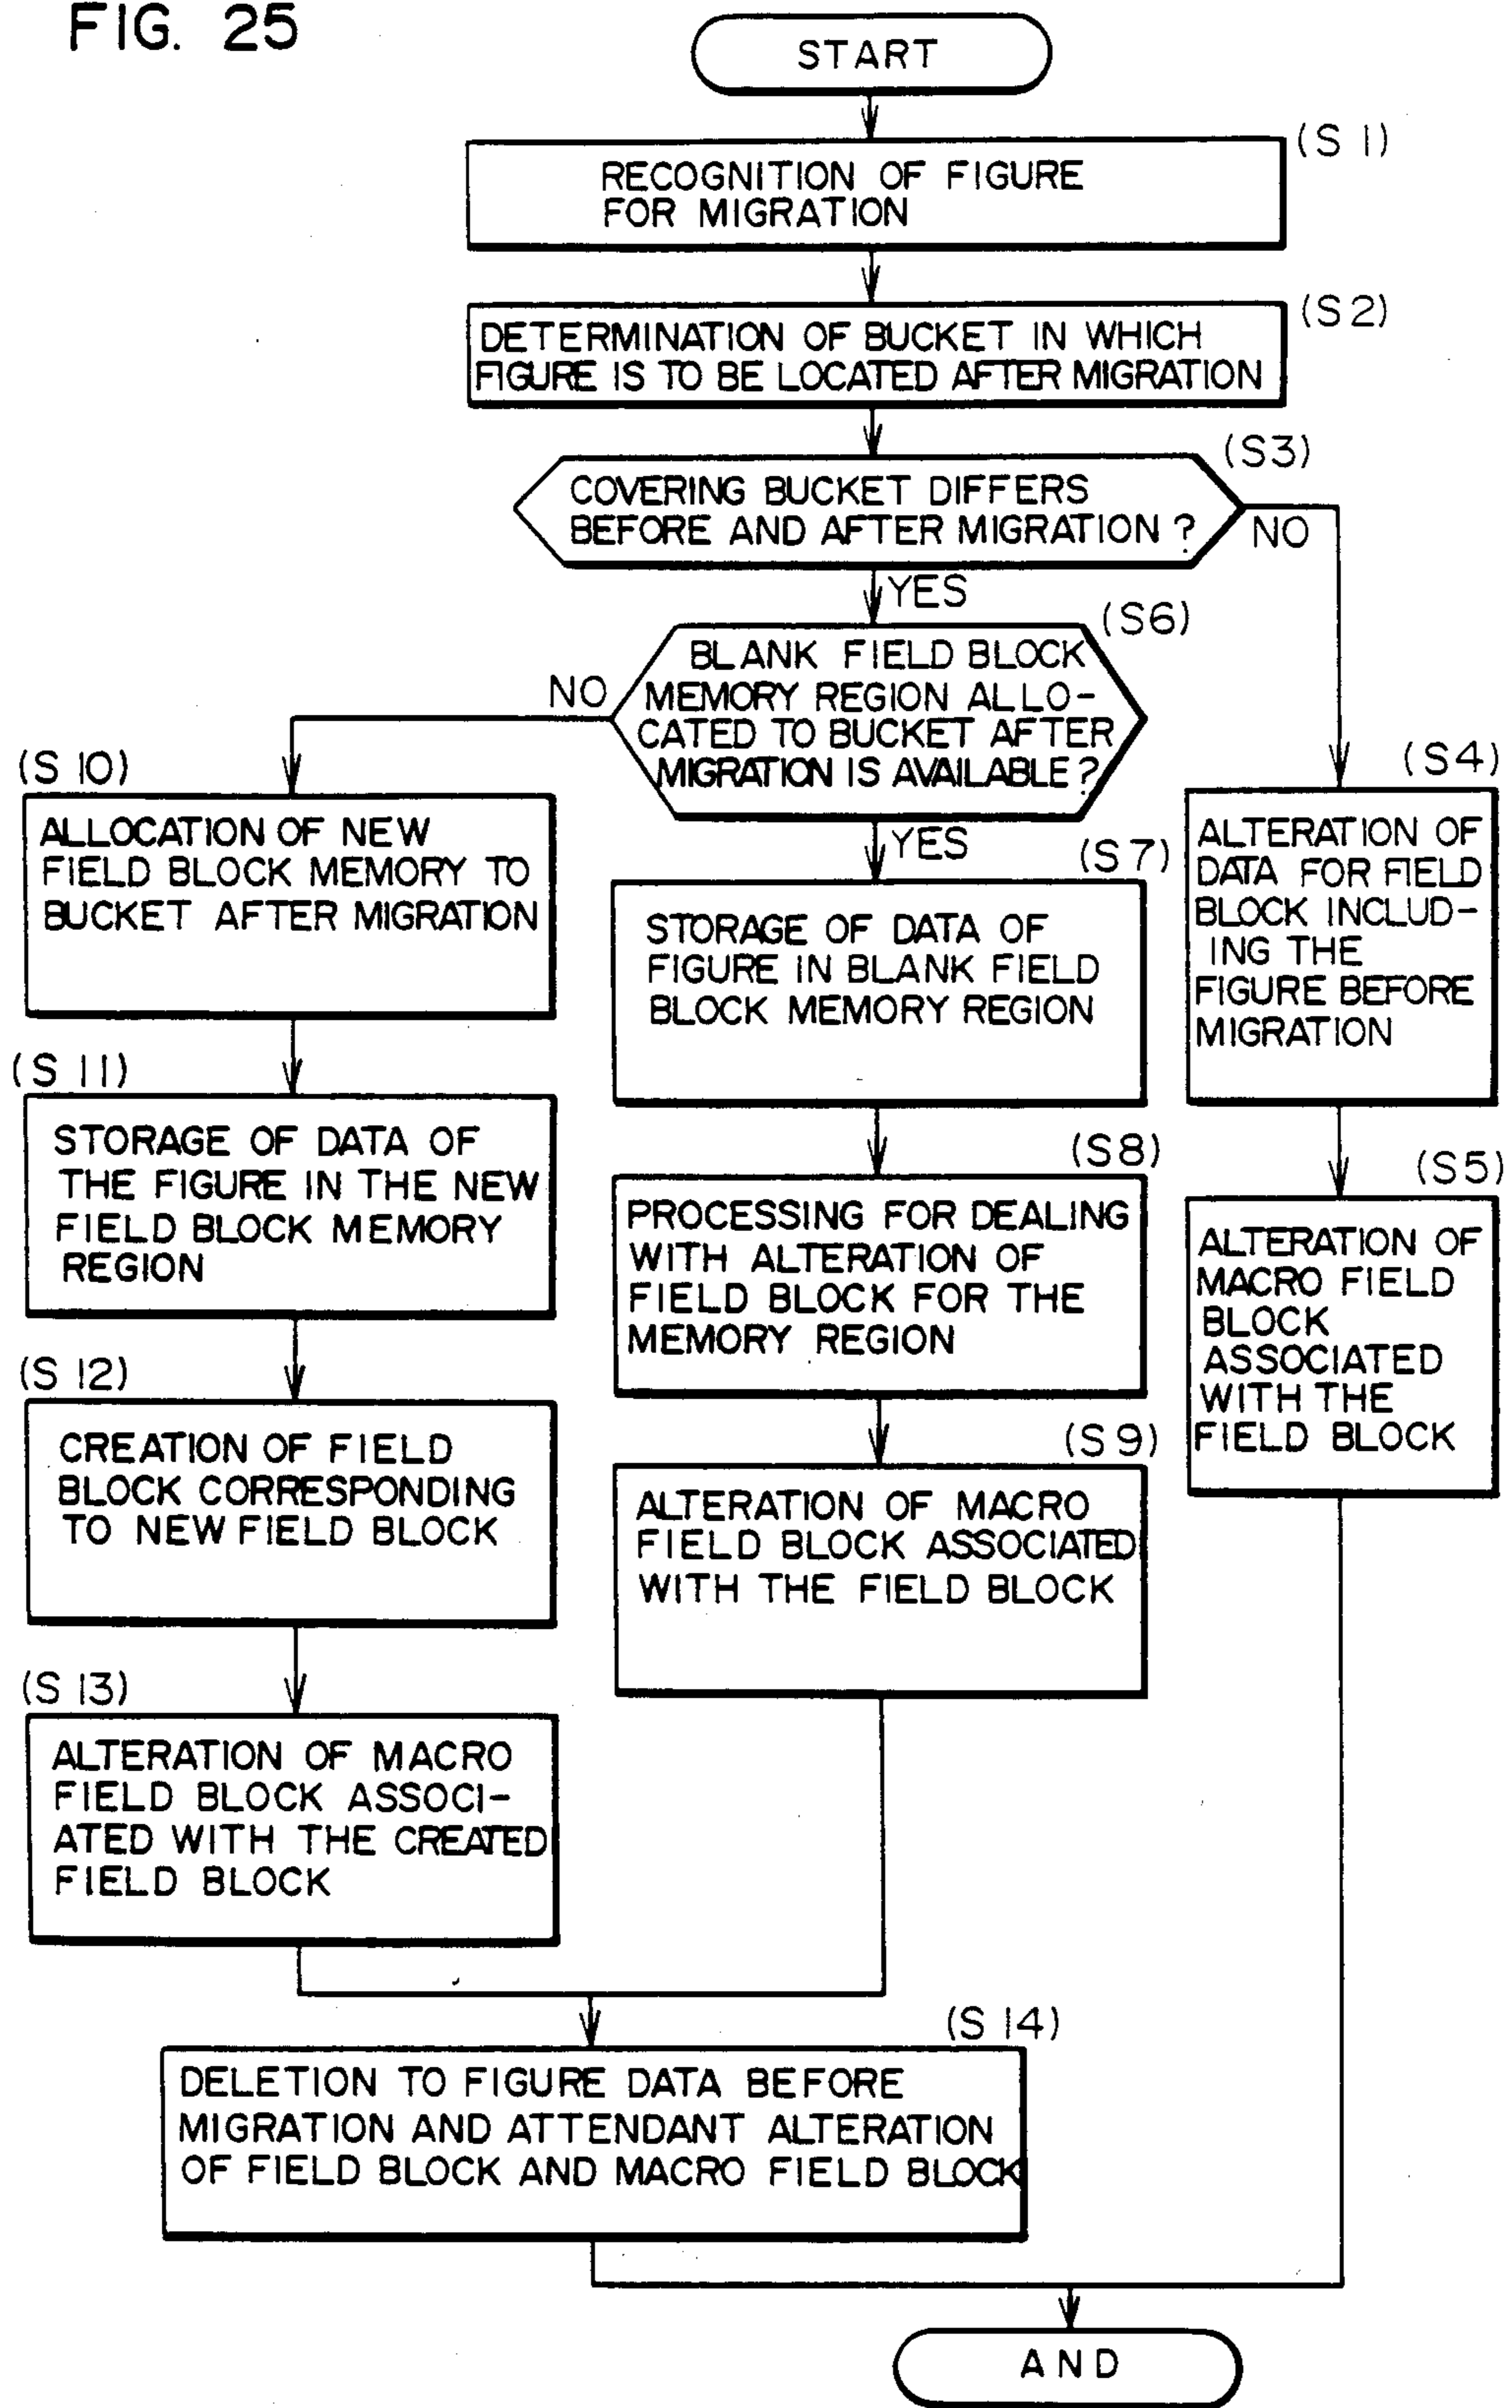 FIG. 25
START
(S 1)
RECOGNITION OF FIGURE
FOR MIGRATION
(S 2)
DETERMINATION OF BUCKET IN WHICH
FIGURE IS TO BE LOCATED AFTER MIGRATION
(S3)
COVERING BUCKET DIFFERS
BEFORE AND AFTER MIGRATION ?
NO
YES
(S6)
BLANK FIELD BLOCK
MEMORY REGION ALLO-
CATED TO BUCKET AFTER
MIGRATION IS AVAILABLE ?
NO
YES
(S 10)
ALLOCATION OF NEW
FIELD BLOCK MEMORY TO
BUCKET AFTER MIGRATION
(S 7)
STORAGE OF DATA OF
FIGURE IN BLANK FIELD
BLOCK MEMORY REGION
(S4)
ALTERATION OF
DATA FOR FIELD
BLOCK INCLUD-
ING THE
FIGURE BEFORE
MIGRATION
(S 11)
STORAGE OF DATA OF
THE FIGURE IN THE NEW
FIELD BLOCK MEMORY
REGION
(S8)
PROCESSING FOR DEALING
WITH ALTERATION OF
FIELD BLOCK FOR THE
MEMORY REGION
(S5)
ALTERATION OF
MACRO FIELD
BLOCK
ASSOCIATED
WITH THE
FIELD BLOCK
(S 12)
CREATION OF FIELD
BLOCK CORRESPONDING
TO NEW FIELD BLOCK
(S 9)
ALTERATION OF MACRO
FIELD BLOCK ASSOCIATED
WITH THE FIELD BLOCK
(S 13)
ALTERATION OF MACRO
FIELD BLOCK ASSOCI-
ATED WITH THE CREATED
FIELD BLOCK
(S 14)
DELETION TO FIGURE DATA BEFORE
MIGRATION AND ATTENDANT ALTERATION
OF FIELD BLOCK AND MACRO FIELD BLOCK
AND